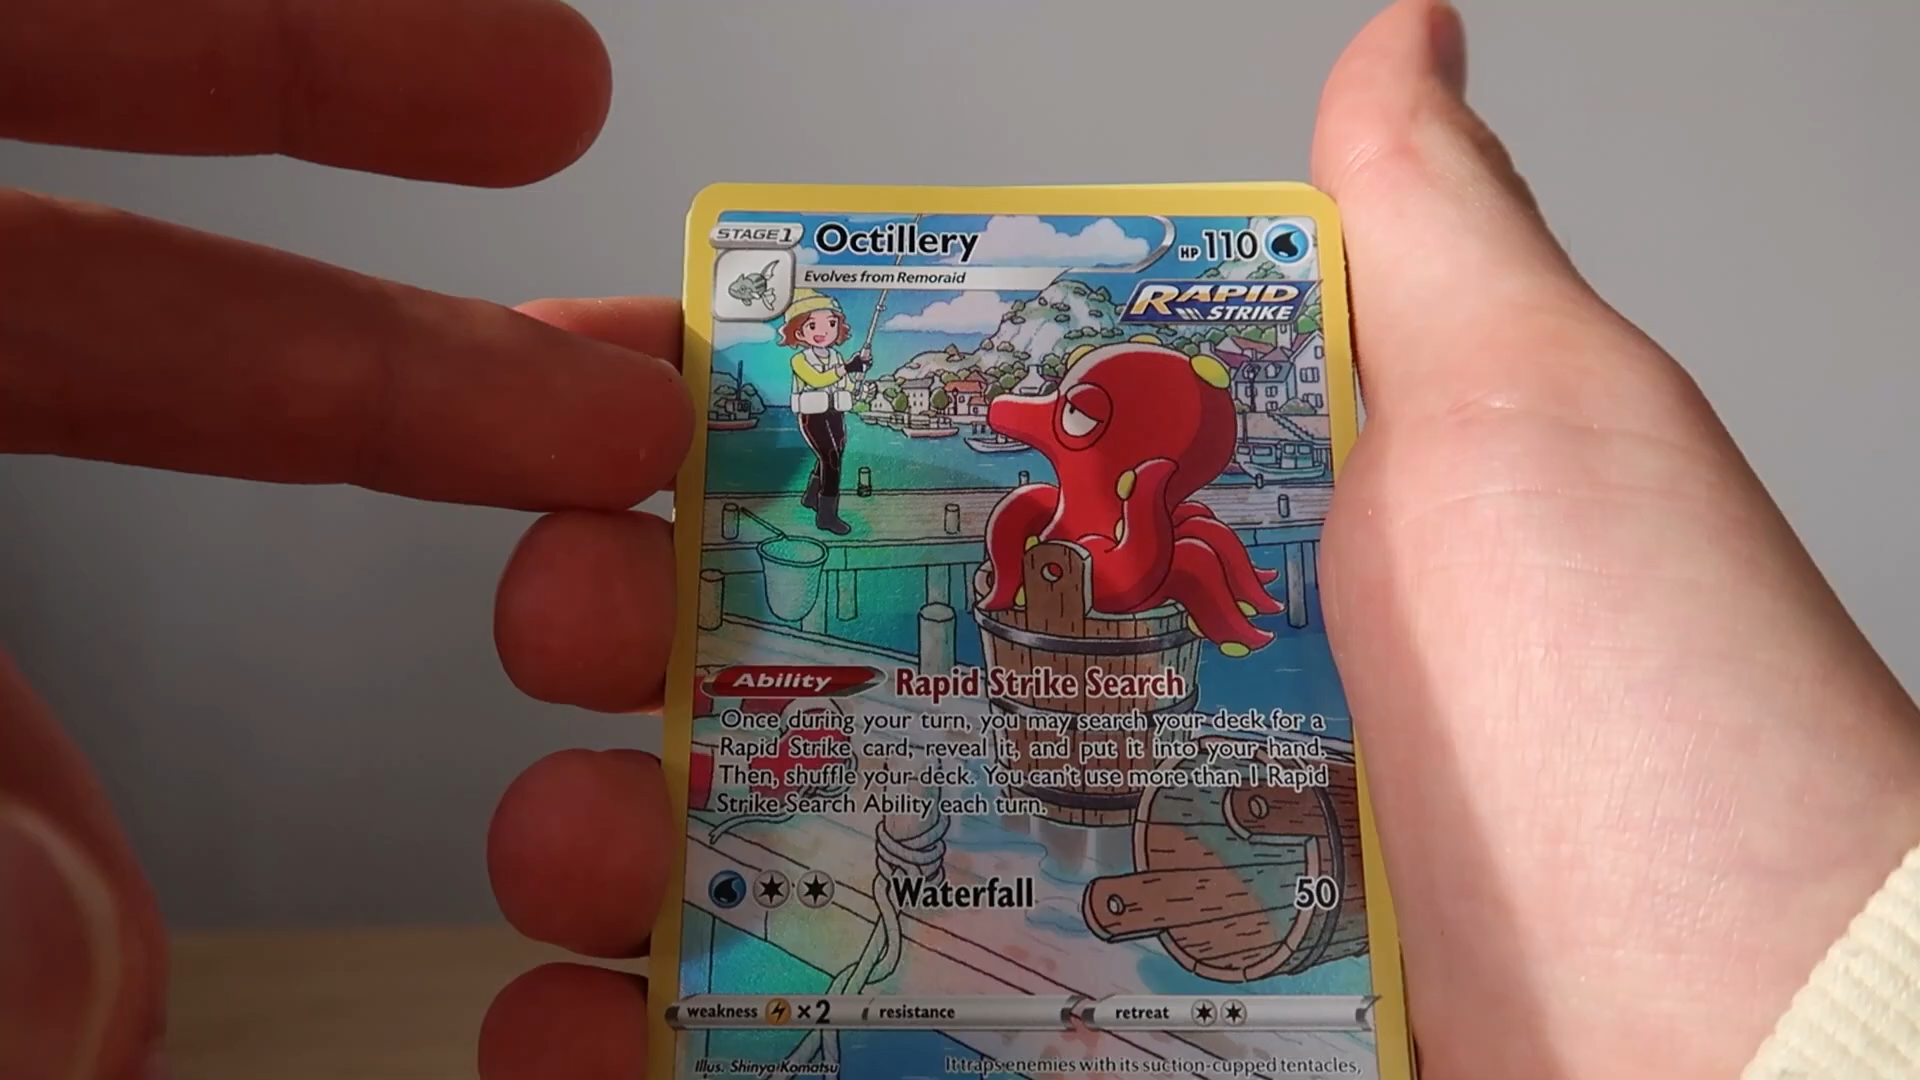 STAGE1 Octillery HP 110
Evolves from Remoraid
RAPID
STRIKE
Ability Rapid Strike Search
Once during your turn, you may search your deck for a
Rapid Strike card, reveal it, and put it into your hand.
Then, shuffle your deck. You can't use more than 1 Rapid
Strike Search Ability each turn.
Waterfall 50
weakness ×2 resistance retreat
Illus. Shinya Komatsu It traps enemies with its suction-cupped tentacles,